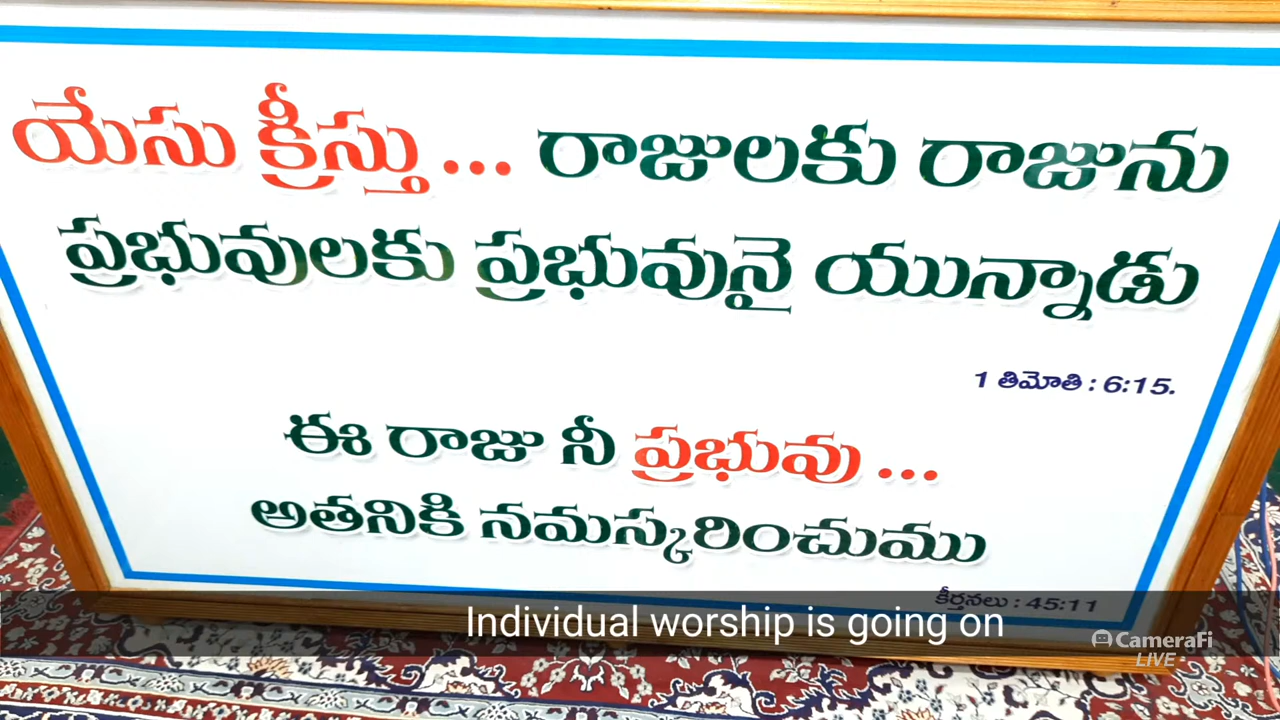 యేసు క్రీస్తు ... రాజులకు రాజును
ప్రభువులకు ప్రభువునై యున్నాడు
1 తిమోతి : 6:15.
ఈ రాజు నీ ప్రభువు ...
అతనికి నమస్కరించుము
కీర్తనలు : 45:11
Individual worship is going on
CameraFi
LIVE